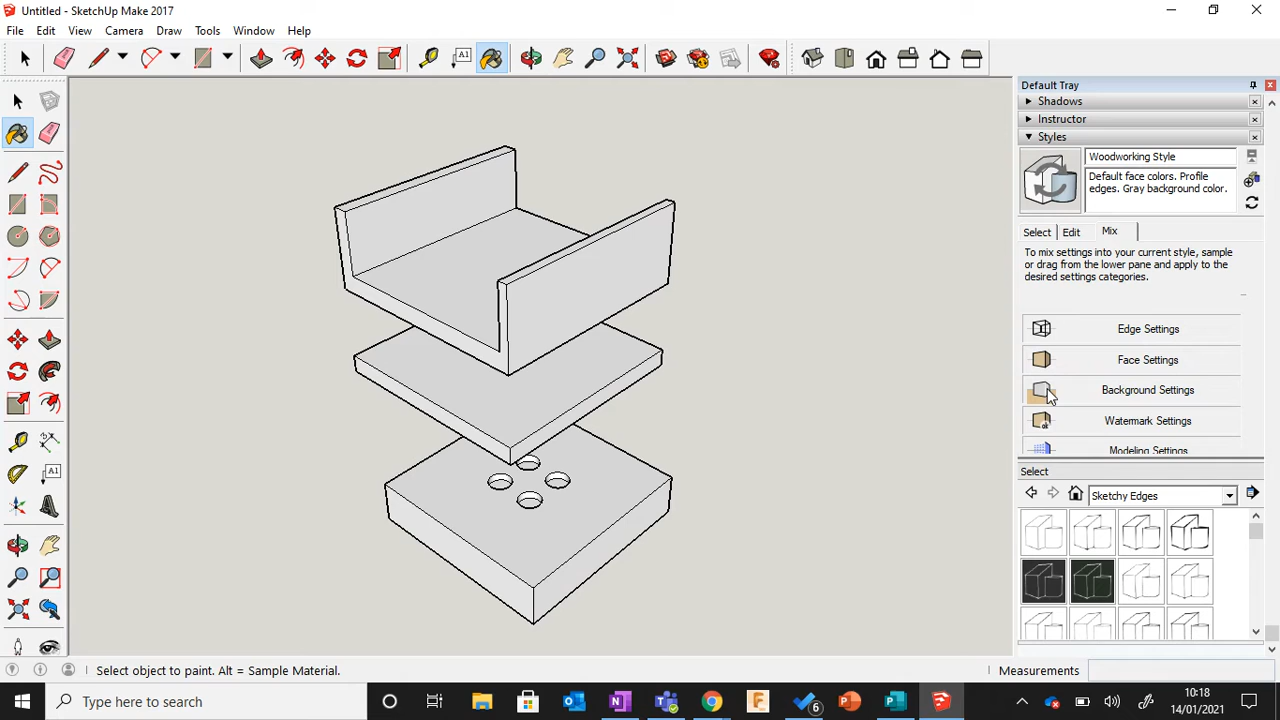 Untitled - SketchUp Make 2017
File Edit View Camera Draw Tools Window Help
A1
Default Tray
Shadows
Instructor
Styles
Woodworking Style
Default face colors. Profile
edges. Gray background color.
Select Edit Mix
To mix settings into your current style, sample
or drag from the lower pane and apply to the
desired settings categories.
Edge Settings
Face Settings
Background Settings
Watermark Settings
Modeling Settings
Select
Sketchy Edges
A1
Select object to paint. Alt = Sample Material.
Measurements
Type here to search
6
10:18
14/01/2021